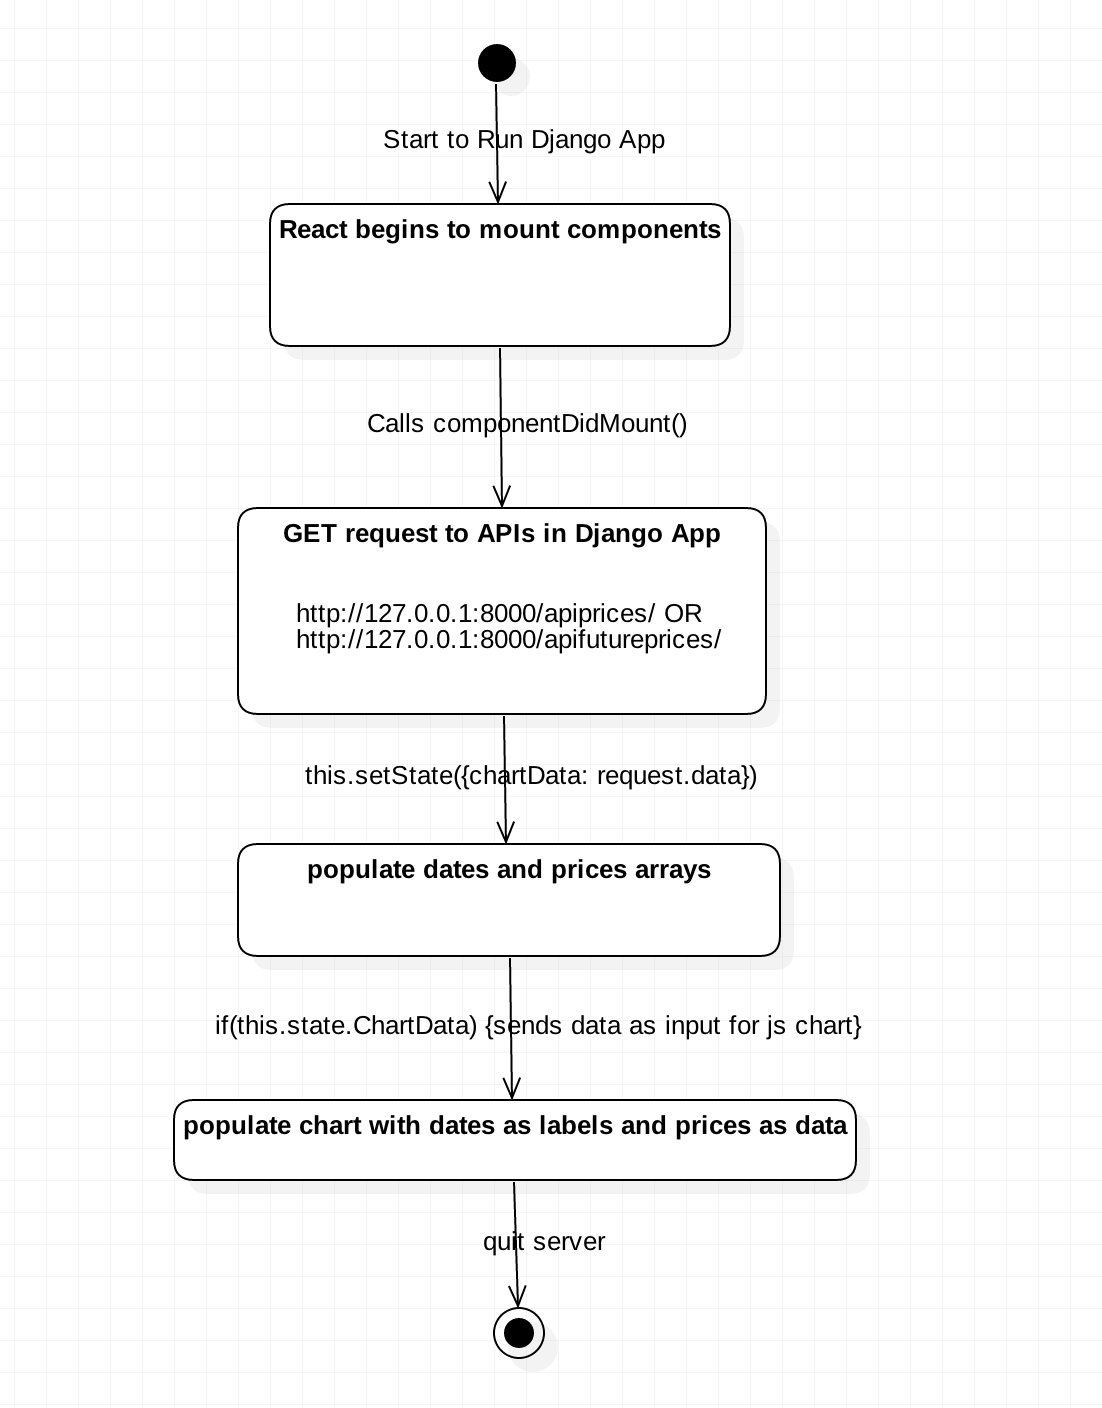 Start to Run Django App
React begins to mount components
Calls componentDidMount()
GET request to APIs in Django App
http://127.0.0.1:8000/apiprices/ OR
http://127.0.0.1:8000/apifutureprices/
this.setState({chartData: request.data})
populate dates and prices arrays
if(this.state.ChartData) {sends data as input for js chart}
populate chart with dates as labels and prices as data
quit server